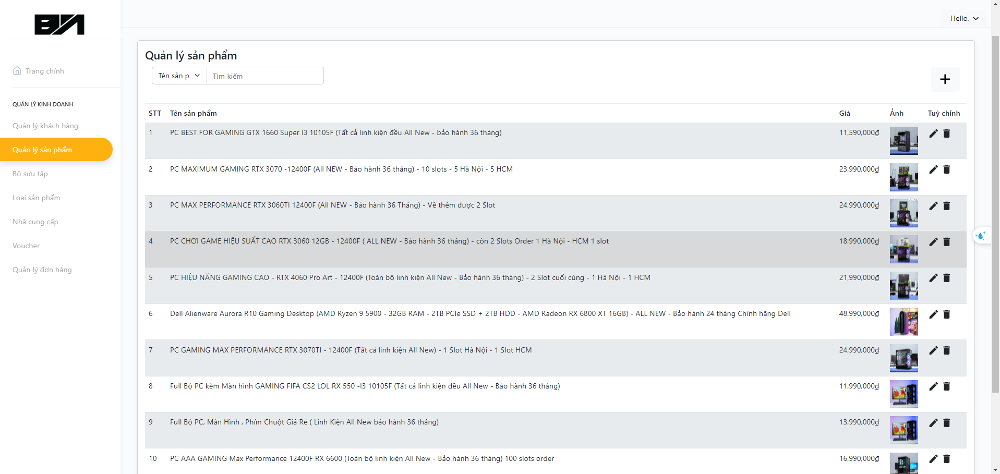 BN
Hello,
Trang chính
QUẢN LÝ KINH DOANH
Quản lý khách hàng
Quản lý sản phẩm
Bộ sưu tập
Loại sản phẩm
Nhà cung cấp
Voucher
Quản lý đơn hàng
Quản lý sản phẩm
Tên sản p Tìm kiếm
STT Tên sản phẩm Giá Ảnh Tuỳ chỉnh
1 PC BEST FOR GAMING GTX 1660 Super I3 10105F (Tất cả linh kiện đều All New - bảo hành 36 tháng) 11,590,000₫
2 PC MAXIMUM GAMING RTX 3070 -12400F (All NEW - Bảo hành 36 tháng) - 10 slots - 5 Hà Nội - 5 HCM 23,990,000₫
3 PC MAX PERFORMANCE RTX 3060TI 12400F (All NEW - Bảo hành 36 Tháng) - Về thêm được 2 Slot 24,990,000₫
4 PC CHƠI GAME HIỆU SUẤT CAO RTX 3060 12GB - 12400F ( ALL NEW - Bảo hành 36 tháng) - còn 2 Slots Order 1 Hà Nội - HCM 1 slot 18,990,000₫
5 PC HIỆU NĂNG GAMING CAO - RTX 4060 Pro Art - 12400F (Toàn bộ linh kiện All New - Bảo hành 36 tháng) - 2 Slot cuối cùng - 1 Hà Nội - 1 HCM 21,990,000₫
6 Dell Alienware Aurora R10 Gaming Desktop (AMD Ryzen 9 5900 - 32GB RAM - 2TB PCIe SSD + 2TB HDD - AMD Radeon RX 6800 XT 16GB) - ALL NEW - Bảo hành 24 tháng Chính hãng Dell 48,990,000₫
7 PC GAMING MAX PERFORMANCE RTX 3070TI - 12400F (Tất cả linh kiện All New) - 1 Slot Hà Nội - 1 Slot HCM 24,990,000₫
8 Full Bộ PC kèm Màn hình GAMING FIFA CS2 LOL RX 550 -I3 10105F (Tất cả linh kiện đều All New - Bảo hành 36 tháng) 11,990,000₫
9 Full Bộ PC, Màn Hình , Phím Chuột Giá Rẻ ( Linh Kiện All New bảo hành 36 tháng) 13,990,000₫
10 PC AAA GAMING Max Performance 12400F RX 6600 (Toàn bộ linh kiện All New - Bảo hành 36 tháng) 100 slots order 16,990,000₫